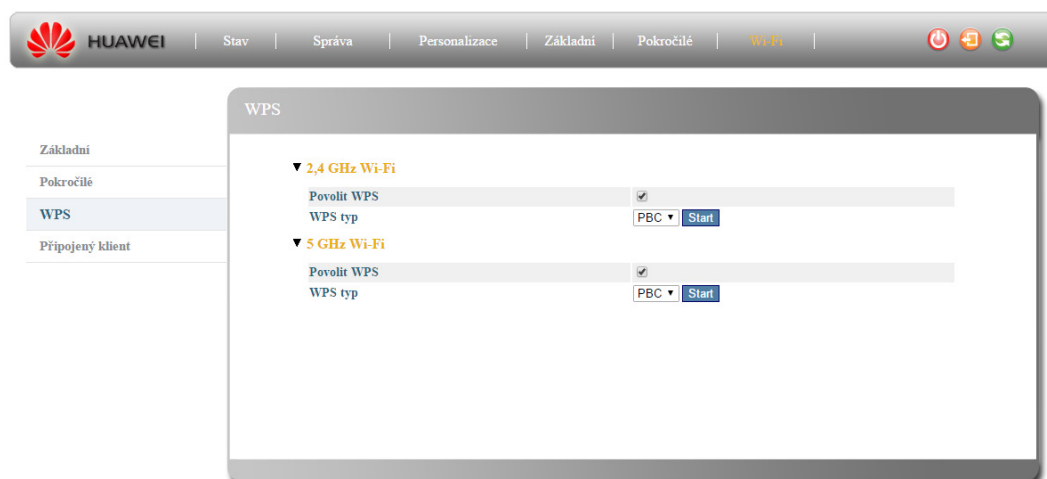 HUAWEI
Stav
Správa
Personalizace
Základní
Pokročilé
Wi-Fi
WPS
Základní
Pokročilé
WPS
Připojený klient
2,4 GHz Wi-Fi
Povolit WPS
WPS typ PBC Start
5 GHz Wi-Fi
Povolit WPS
WPS typ PBC Start